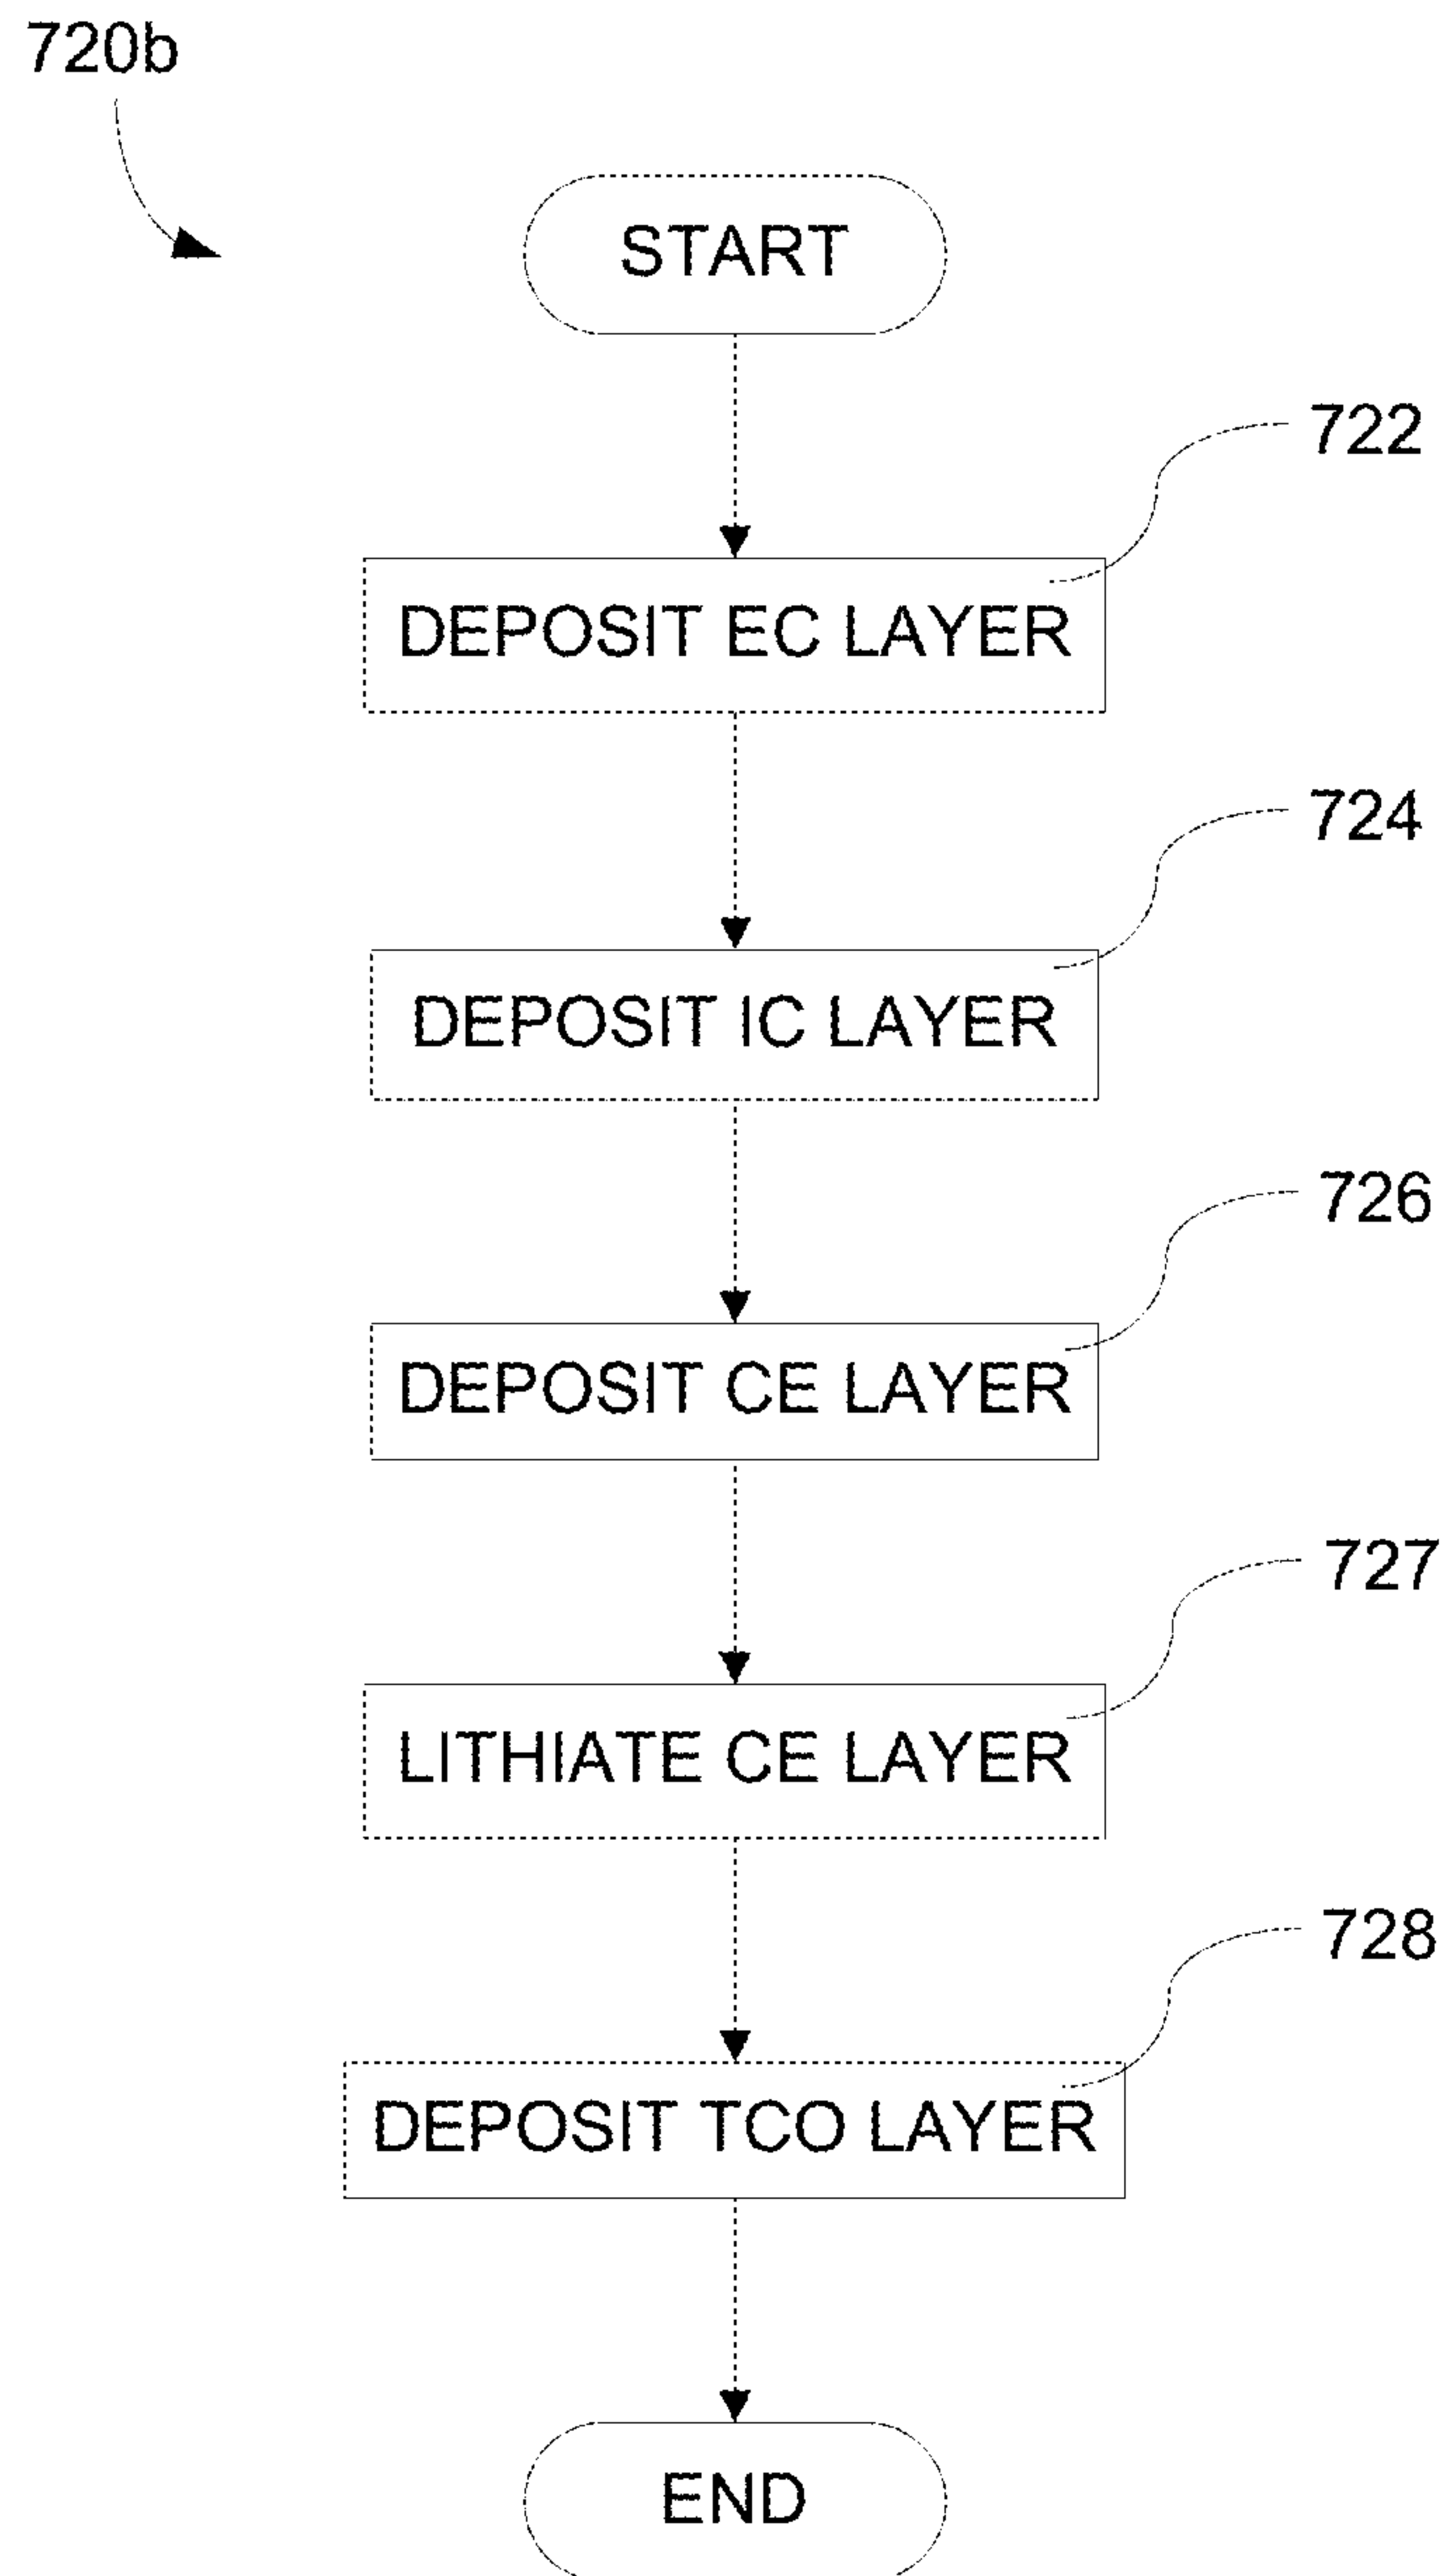 720b
START
722
DEPOSIT EC LAYER
724
DEPOSIT IC LAYER
726
DEPOSIT CE LAYER
727
LITHIATE CE LAYER
728
DEPOSIT TCO LAYER
END